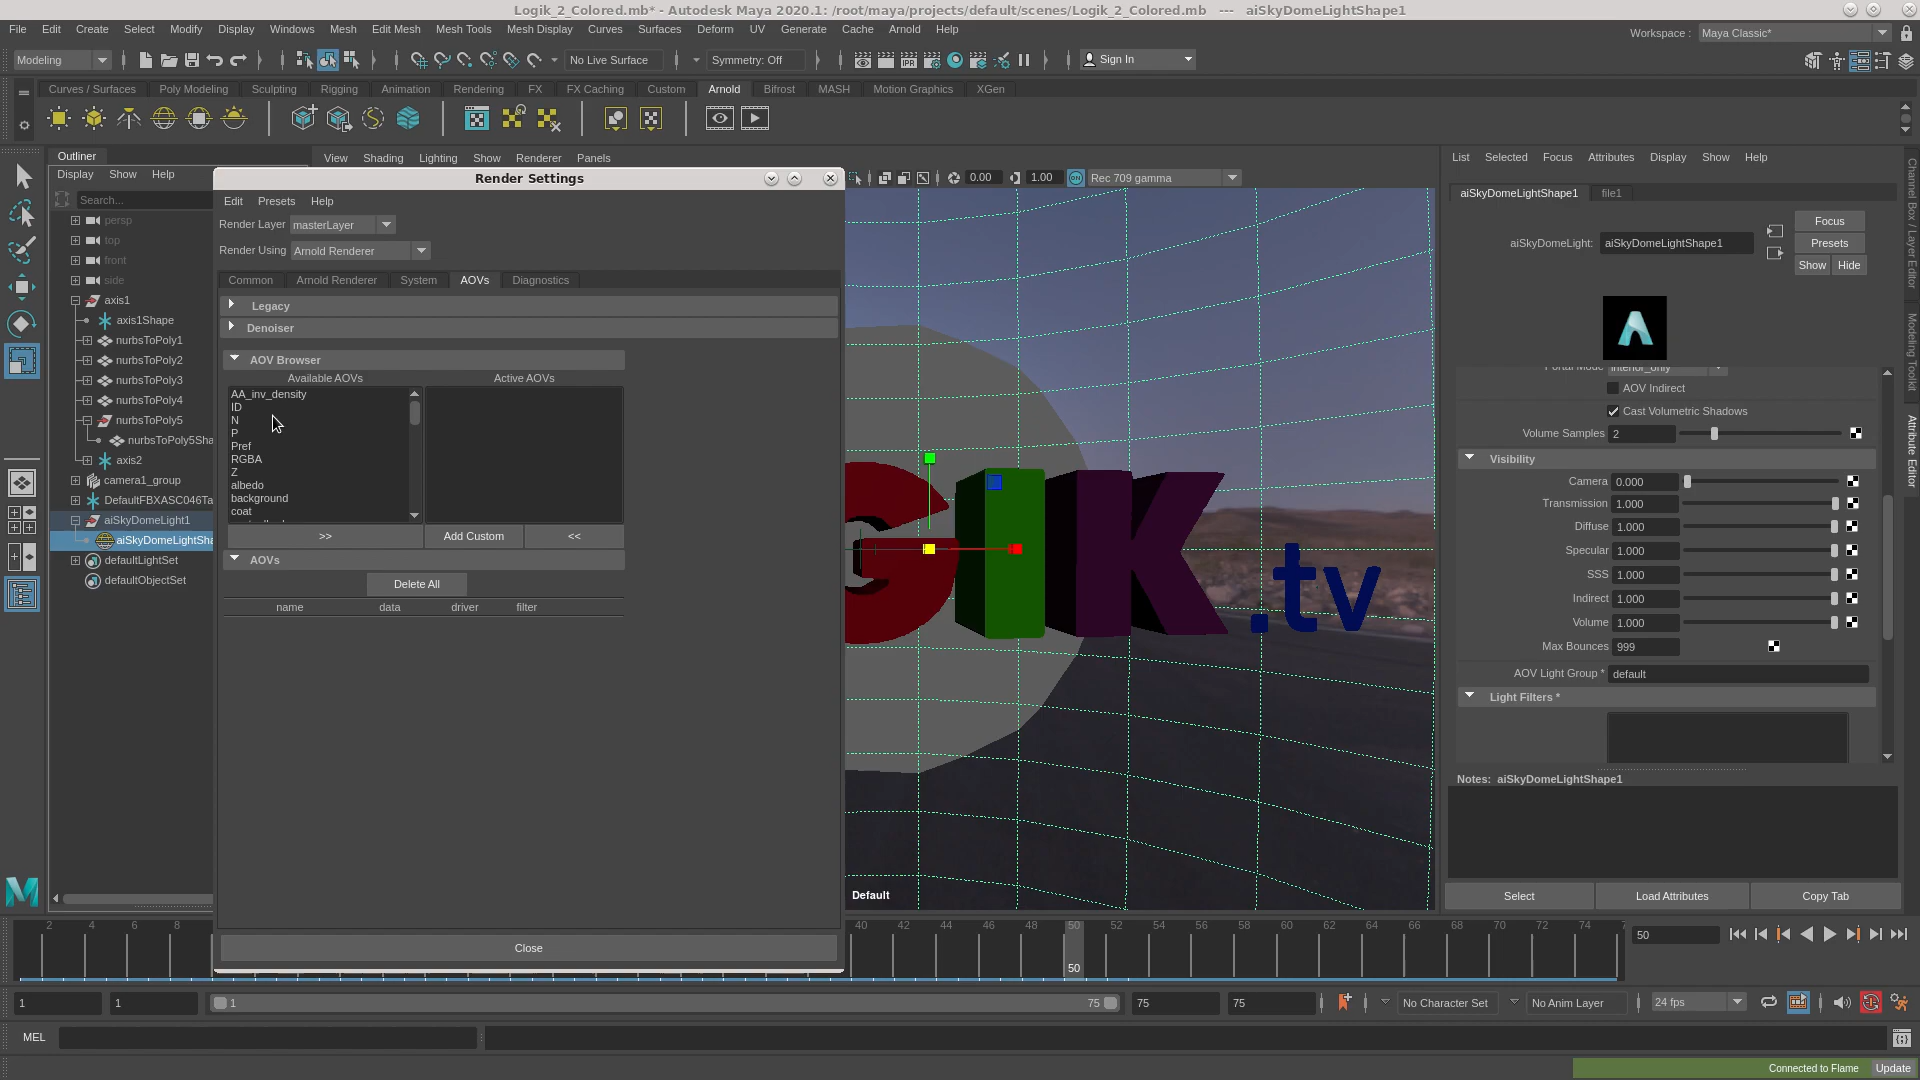 Logik_2_Colored.mb* - Autodesk Maya 2020.1: /root/maya/projects/default/scenes/Logik_2_Colored.mb --- aiSkyDomeLightShape1
File Edit Create Select Modify Display Windows Mesh Edit Mesh Mesh Tools Mesh Display Curves Surfaces Deform UV Generate Cache Arnold Help
Workspace : Maya Classic*
Modeling
No Live Surface
Symmetry: Off
IPR
Sign In
Curves / Surfaces Poly Modeling Sculpting Rigging Animation Rendering FX FX Caching Custom Arnold Bifrost MASH Motion Graphics XGen
Outliner
Display Show Help
Search...
persp
top
front
side
axis1
axis1Shape
nurbsToPoly1
nurbsToPoly2
nurbsToPoly3
nurbsToPoly4
nurbsToPoly5
nurbsToPoly5Sha
axis2
camera1_group
DefaultFBXASC046Ta
aiSkyDomeLight1
aiSkyDomeLightSha
defaultLightSet
defaultObjectSet
View Shading Lighting Show Renderer Panels
0.00
1.00
Rec 709 gamma
Render Settings
Edit Presets Help
Render Layer masterLayer
Render Using Arnold Renderer
Common Arnold Renderer System AOVs Diagnostics
Legacy
Denoiser
AOV Browser
Available AOVs Active AOVs
AA_inv_density
ID
N
P
Pref
RGBA
Z
albedo
background
coat
>> Add Custom <<
AOVs
Delete All
name data driver filter
Close
GIK.tv
Default
List Selected Focus Attributes Display Show Help
aiSkyDomeLightShape1 file1
Focus
aiSkyDomeLight: aiSkyDomeLightShape1
Presets
Show Hide
interior_only
AOV Indirect
Cast Volumetric Shadows
Volume Samples 2
Visibility
Camera 0.000
Transmission 1.000
Diffuse 1.000
Specular 1.000
SSS 1.000
Indirect 1.000
Volume 1.000
Max Bounces 999
AOV Light Group * default
Light Filters *
Notes: aiSkyDomeLightShape1
Select Load Attributes Copy Tab
Channel Box / Layer Editor
Modeling Toolkit
Attribute Editor
2 4 6 8 40 42 44 46 48 50 52 54 56 58 60 62 64 66 68 70 72 74
50
50
1 1 1 75 75 75
No Character Set
No Anim Layer
24 fps
MEL
Connected to Flame
Update